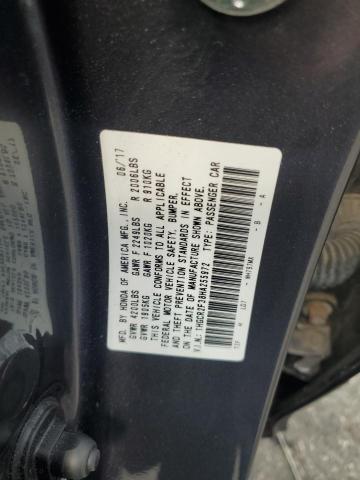 MFD. BY HONDA OF AMERICA MFG., INC. 06/17
GVWR 4200LBS GAWR F 2249LBS R 2006LBS
GVWR 1905KG GAWR F 1020KG R 910KG
THIS VEHICLE CONFORMS TO ALL APPLICABLE
FEDERAL MOTOR VEHICLE SAFETY, BUMPER,
AND THEFT PREVENTION STANDARDS IN EFFECT
ON THE DATE OF MANUFACTURE SHOWN ABOVE.
V.I.N: 1HGCR2F38HA255972 TYPE: PASSENGER CAR
B A